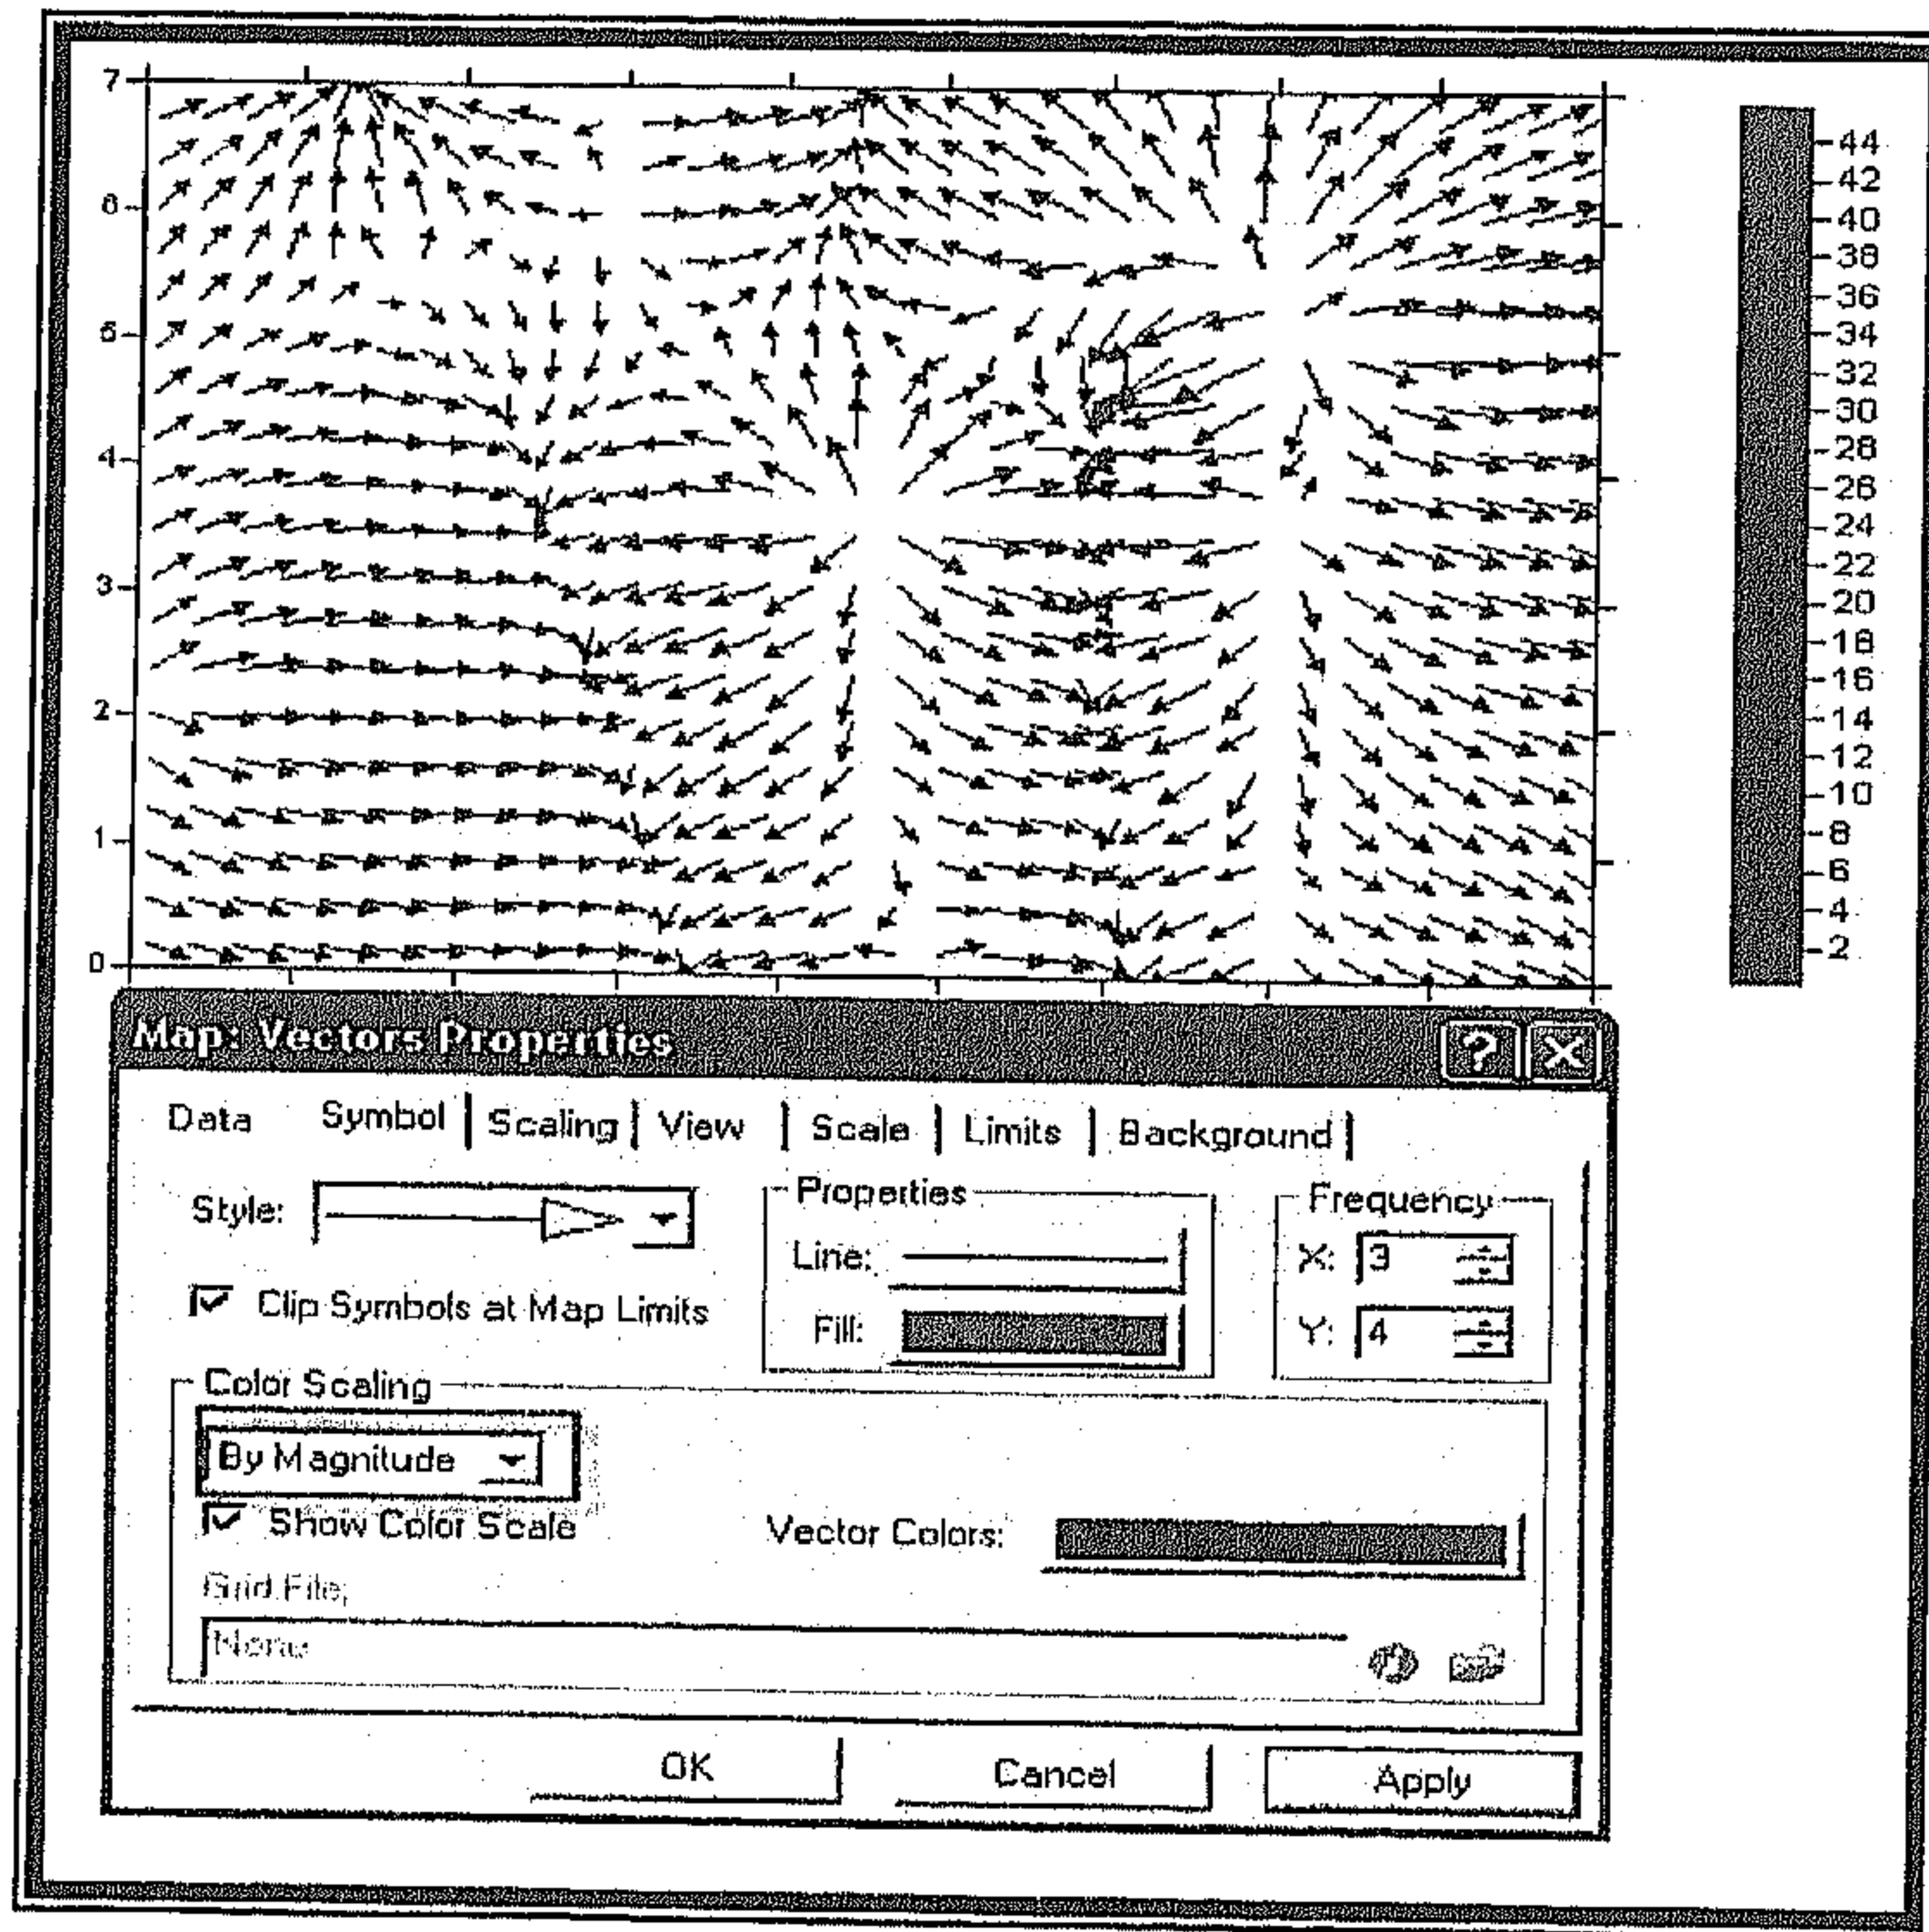 7
6
5
4
3
2
1
0
44
42
40
38
36
34
32
30
28
26
24
22
20
18
16
14
12
10
8
6
4
2
Map: Vectors Properties
Data Symbol Scaling View Scale Limits Background
Style:
Clip Symbols at Map Limits
Properties
Line:
Fill:
Frequency
X: 3
Y: 4
Color Scaling
By Magnitude
Show Color Scale
Vector Colors:
Grid File:
None
OK Cancel Apply